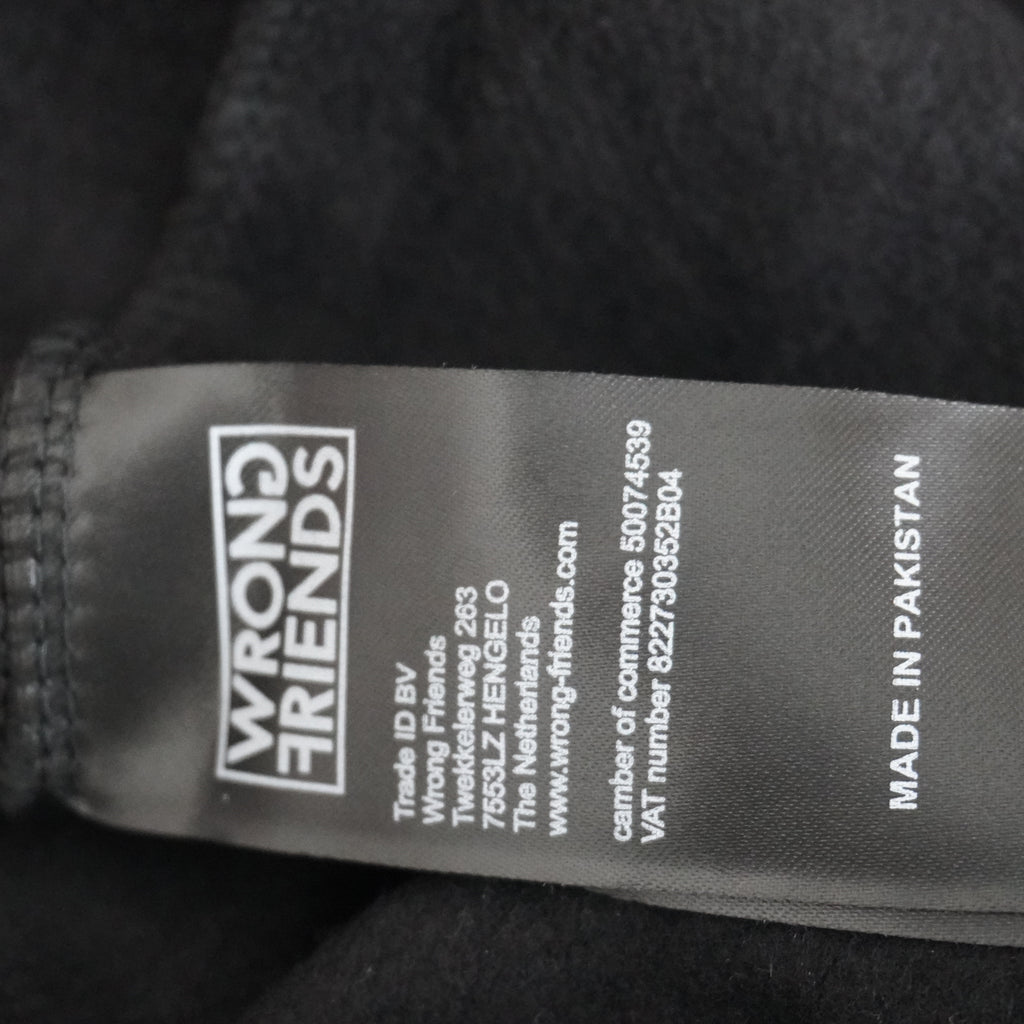 WRONG
FRIENDS
Trade ID BV
Wrong Friends
Twekkelerweg 263
7553LZ HENGELO
The Netherlands
www.wrong-friends.com
camber of commerce 50074539
VAT number 822730352B04
MADE IN PAKISTAN